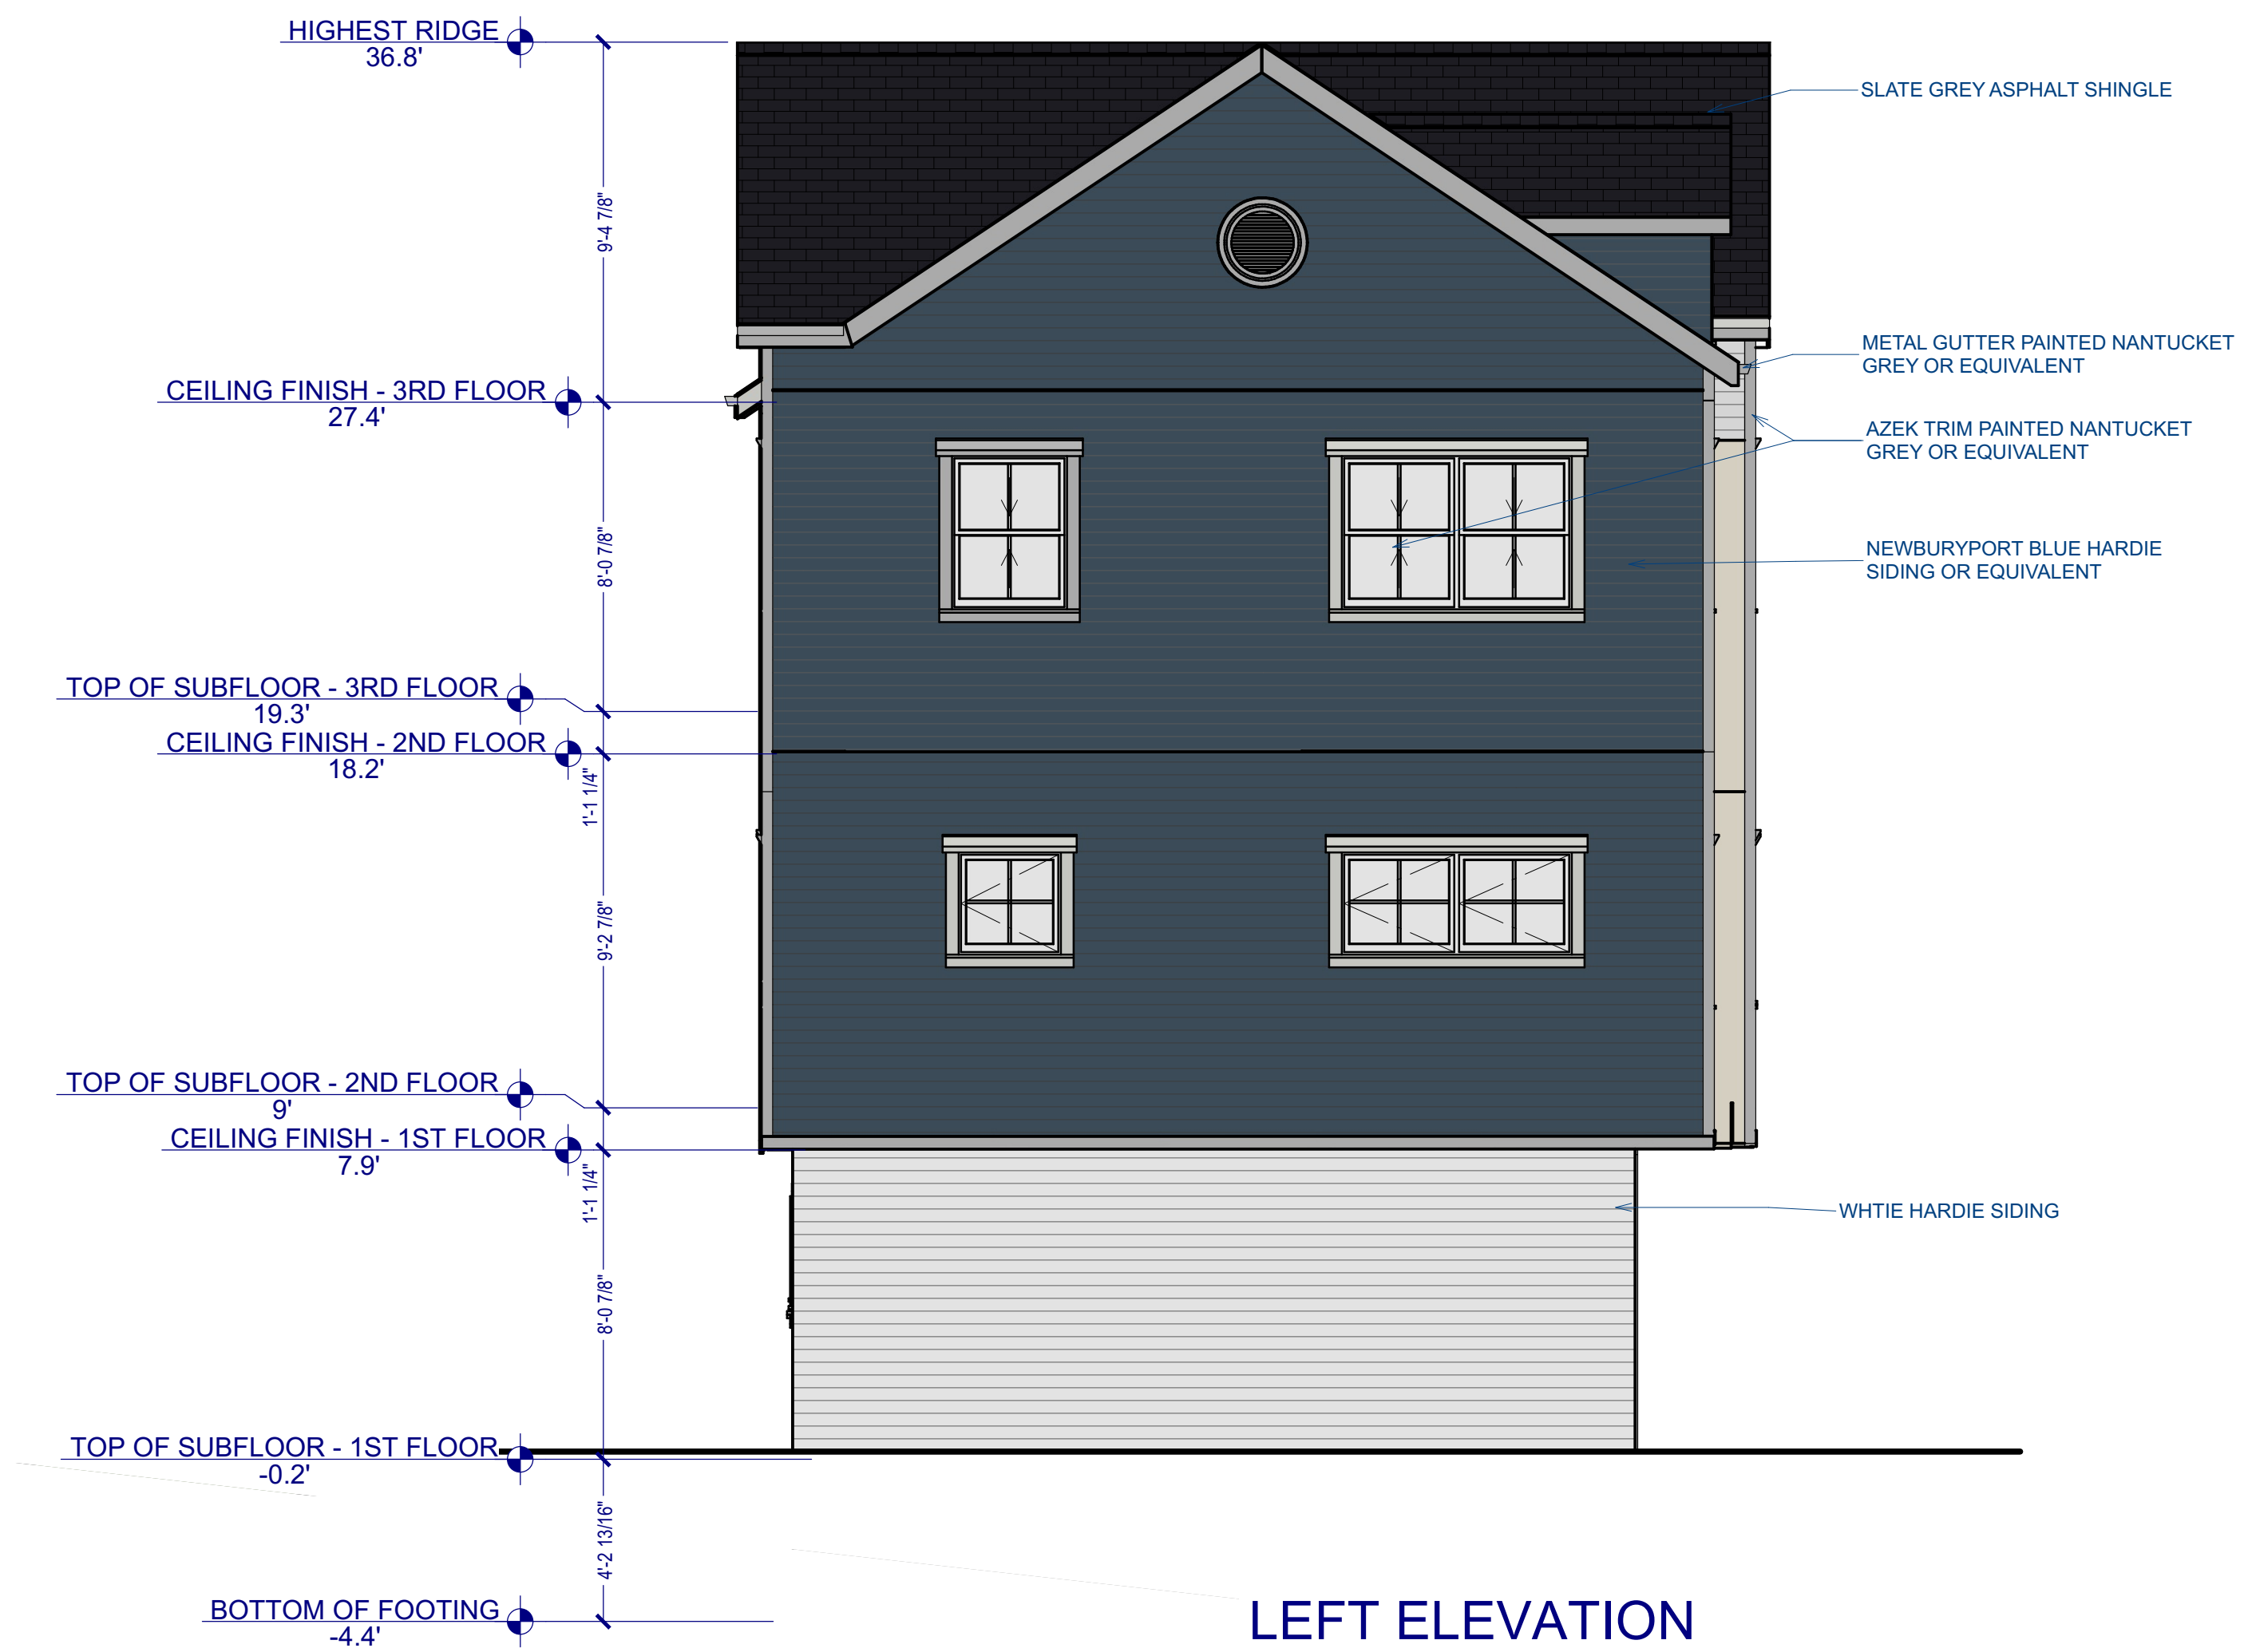 HIGHEST RIDGE
36.8'
SLATE GREY ASPHALT SHINGLE
9'-4 7/8"
METAL GUTTER PAINTED NANTUCKET
GREY OR EQUIVALENT
CEILING FINISH - 3RD FLOOR
27.4'
AZEK TRIM PAINTED NANTUCKET
GREY OR EQUIVALENT
8'-0 7/8"
NEWBURYPORT BLUE HARDIE
SIDING OR EQUIVALENT
TOP OF SUBFLOOR - 3RD FLOOR
19.3'
CEILING FINISH - 2ND FLOOR
18.2'
1'-1 1/4"
9'-2 7/8"
TOP OF SUBFLOOR - 2ND FLOOR
9'
CEILING FINISH - 1ST FLOOR
7.9'
1'-1 1/4"
WHTIE HARDIE SIDING
8'-0 7/8"
TOP OF SUBFLOOR - 1ST FLOOR
-0.2'
4'-2 13/16"
BOTTOM OF FOOTING
-4.4'
LEFT ELEVATION